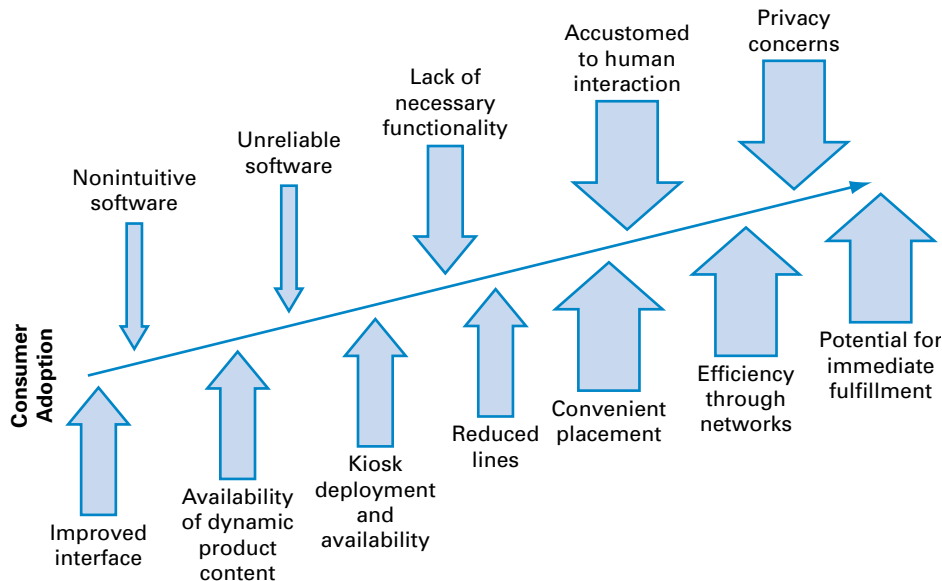 Privacy
concerns
Accustomed
to human
interaction
Lack of
necessary
functionality
Unreliable
software
Nonintuitive
software
Consumer
Adoption
Improved
interface
Availability
of dynamic
product
content
Kiosk
deployment
and
availability
Reduced
lines
Convenient
placement
Efficiency
through
networks
Potential for
immediate
fulfillment